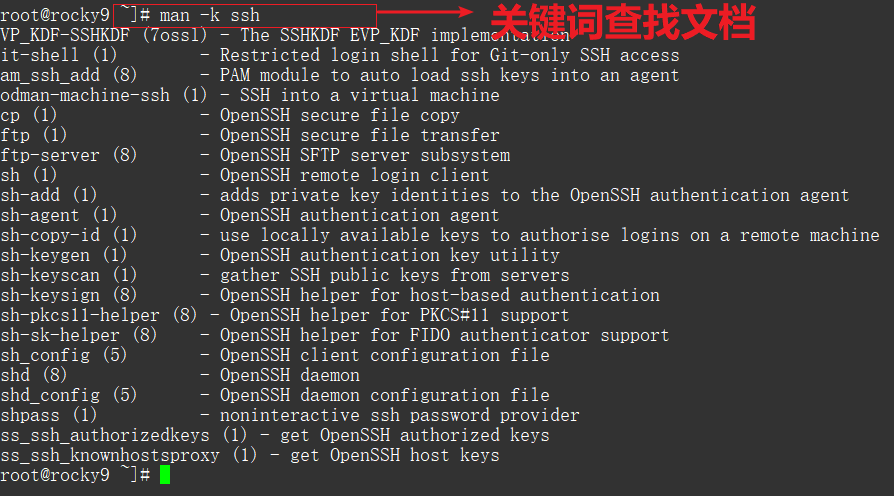 root@rocky9 ~]# man -k ssh
关键词查找文档
VP_KDF-SSHKDF (7ossl) - The SSHKDF EVP_KDF implementation
it-shell (1) - Restricted login shell for Git-only SSH access
am_ssh_add (8) - PAM module to auto load ssh keys into an agent
odman-machine-ssh (1) - SSH into a virtual machine
cp (1) - OpenSSH secure file copy
ftp (1) - OpenSSH secure file transfer
ftp-server (8) - OpenSSH SFTP server subsystem
sh (1) - OpenSSH remote login client
sh-add (1) - adds private key identities to the OpenSSH authentication agent
sh-agent (1) - OpenSSH authentication agent
sh-copy-id (1) - use locally available keys to authorise logins on a remote machine
sh-keygen (1) - OpenSSH authentication key utility
sh-keyscan (1) - gather SSH public keys from servers
sh-keysign (8) - OpenSSH helper for host-based authentication
sh-pkcs11-helper (8) - OpenSSH helper for PKCS#11 support
sh-sk-helper (8) - OpenSSH helper for FIDO authenticator support
sh_config (5) - OpenSSH client configuration file
shd (8) - OpenSSH daemon
shd_config (5) - OpenSSH daemon configuration file
shpass (1) - noninteractive ssh password provider
ss_ssh_authorizedkeys (1) - get OpenSSH authorized keys
ss_ssh_knownhostsproxy (1) - get OpenSSH host keys
root@rocky9 ~]#